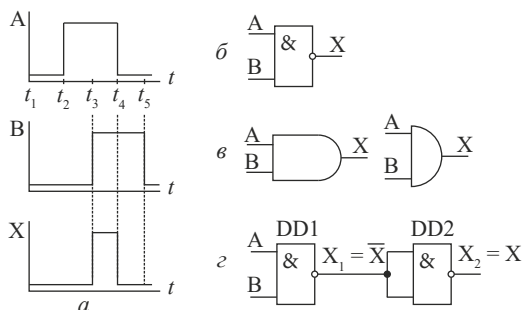 A
t
t₁ t₂ t₃ t₄ t₅
B
t
X
t
а
б
A
B
&
X
в
A
B
X
A
B
X
г
DD1
A
B
&
X₁ = X̅
DD2
&
X₂ = X